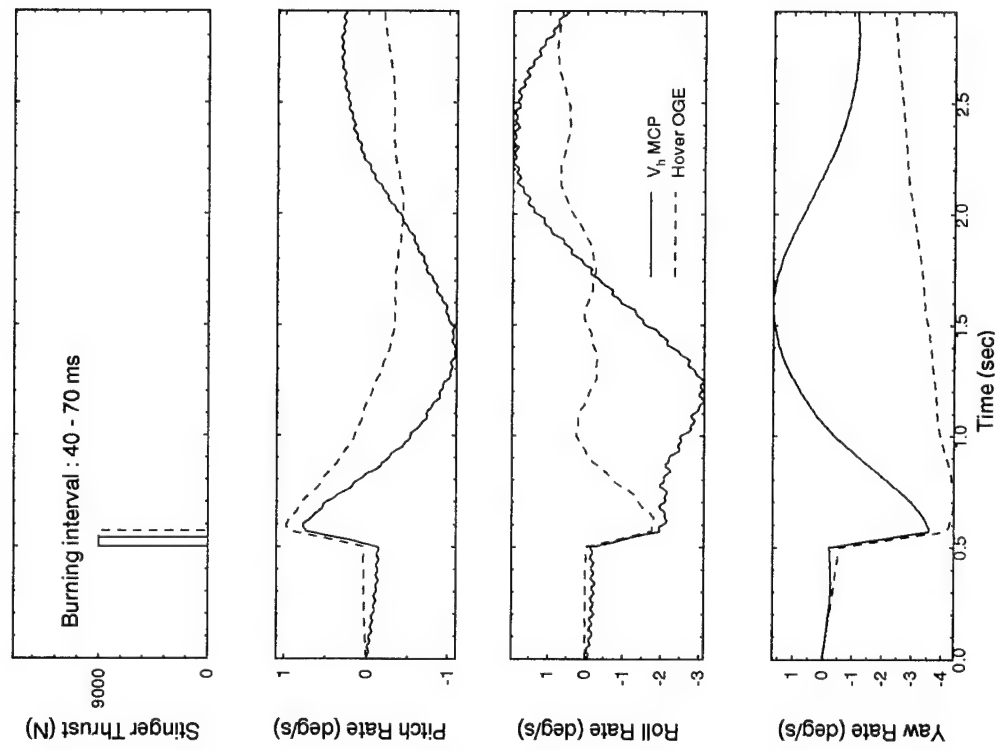 Stinger Thrust (N)
9000
0
Burning interval : 40 - 70 ms
Pitch Rate (deg/s)
1
0
-1
Roll Rate (deg/s)
1
0
-1
-2
-3
V_h MCP
Hover OGE
Yaw Rate (deg/s)
1
0
-1
-2
-3
-4
0.0 0.5 1.0 1.5 2.0 2.5
Time (sec)